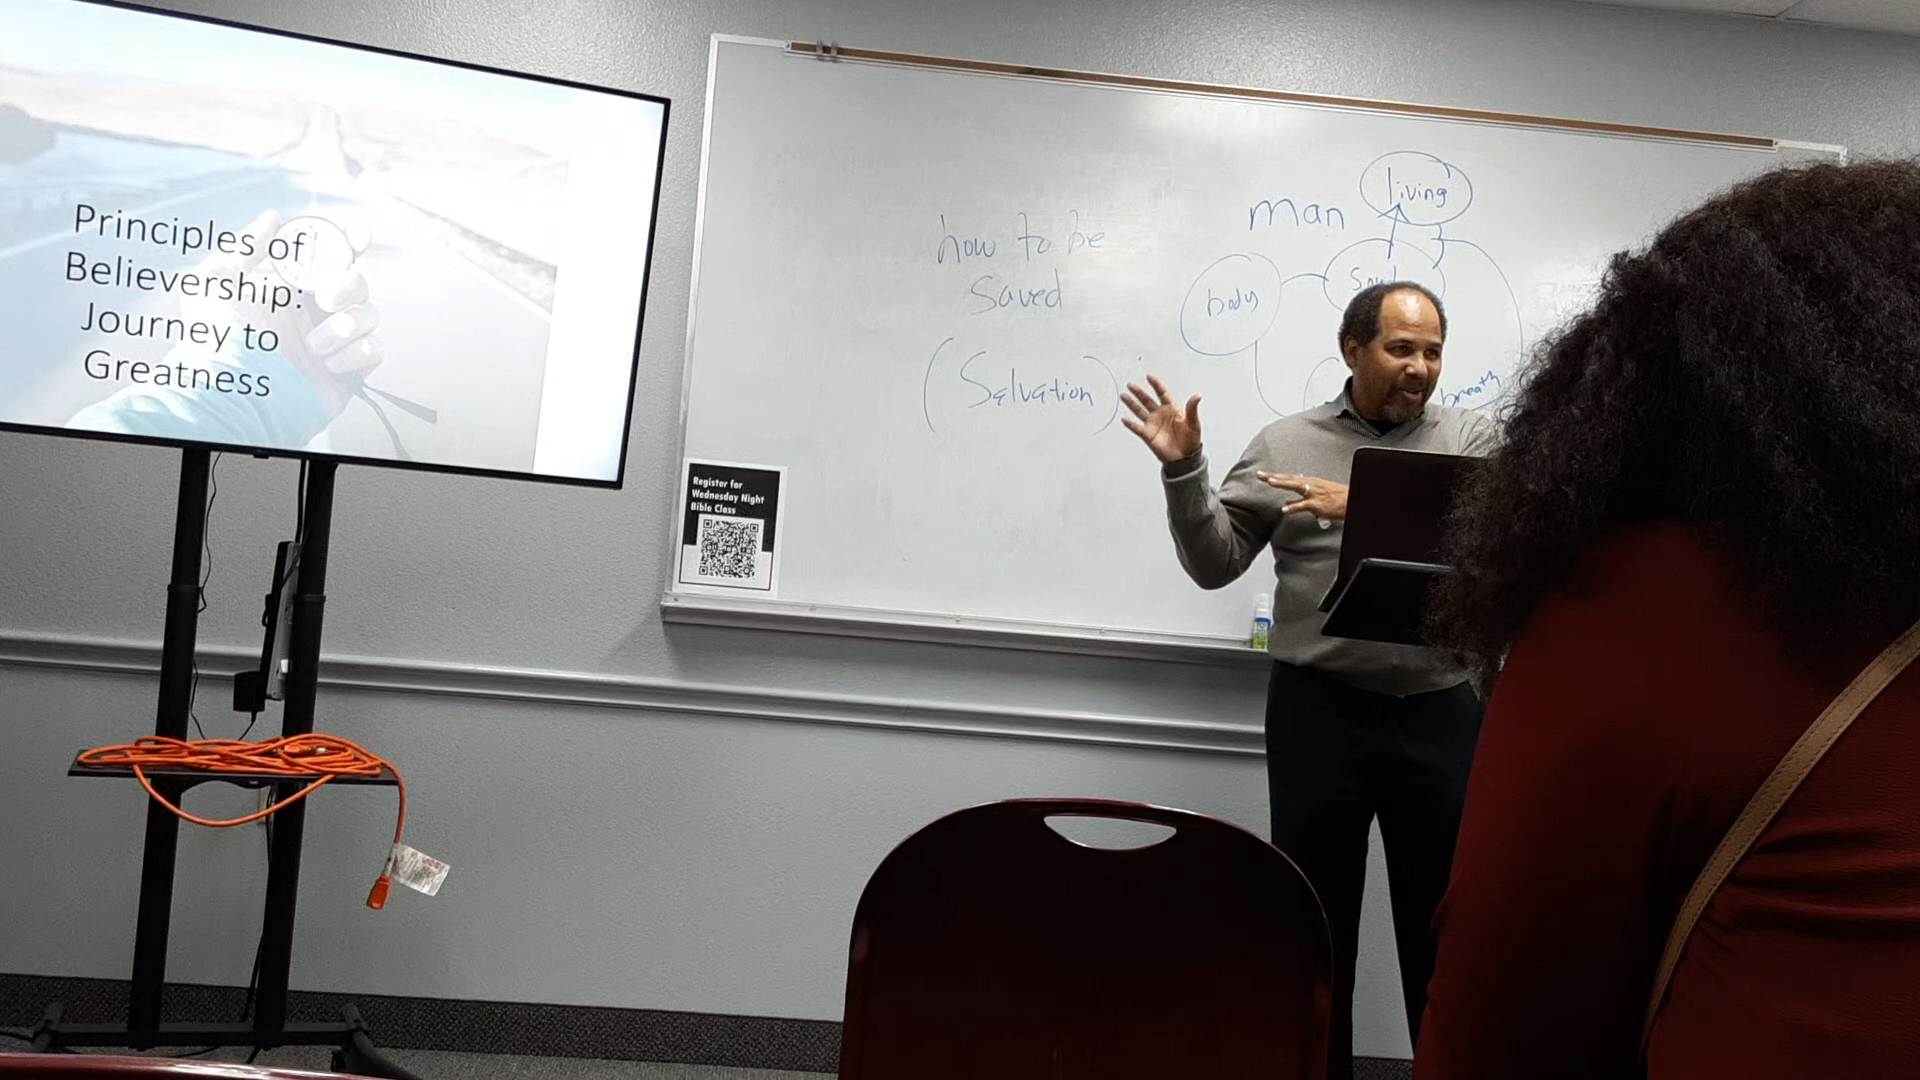 Principles of
Believership:
Journey to
Greatness
how to be
saved
(Salvation)
man
living
body
breath
Register for
Wednesday Night
Bible Class